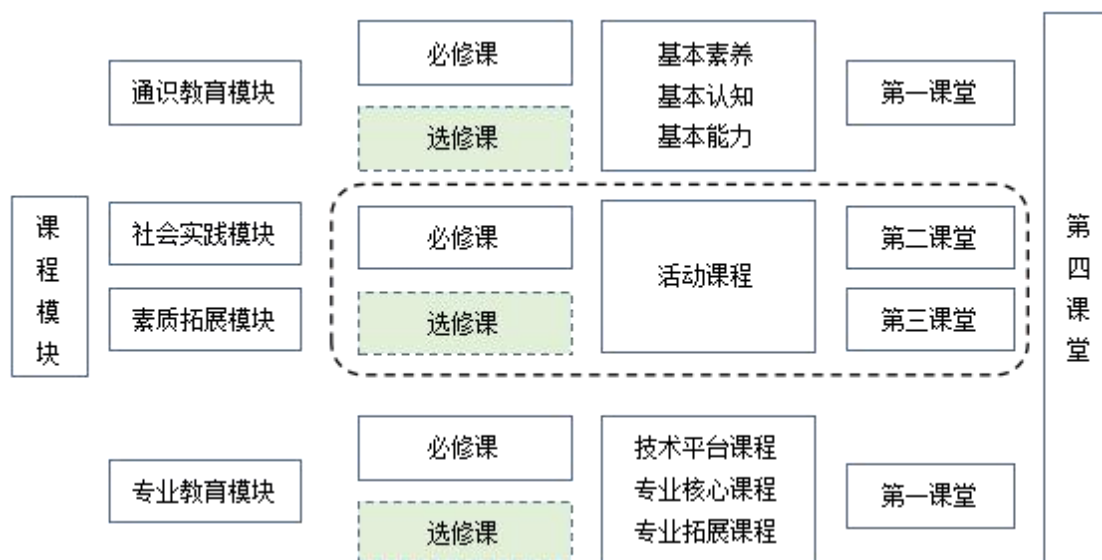 必修课
基本素养
通识教育模块
基本认知
第一课堂
选修课
基本能力
课程模块
社会实践模块
必修课
第二课堂
活动课程
素质拓展模块
选修课
第三课堂
第四课堂
必修课
技术平台课程
专业教育模块
专业核心课程
第一课堂
选修课
专业拓展课程